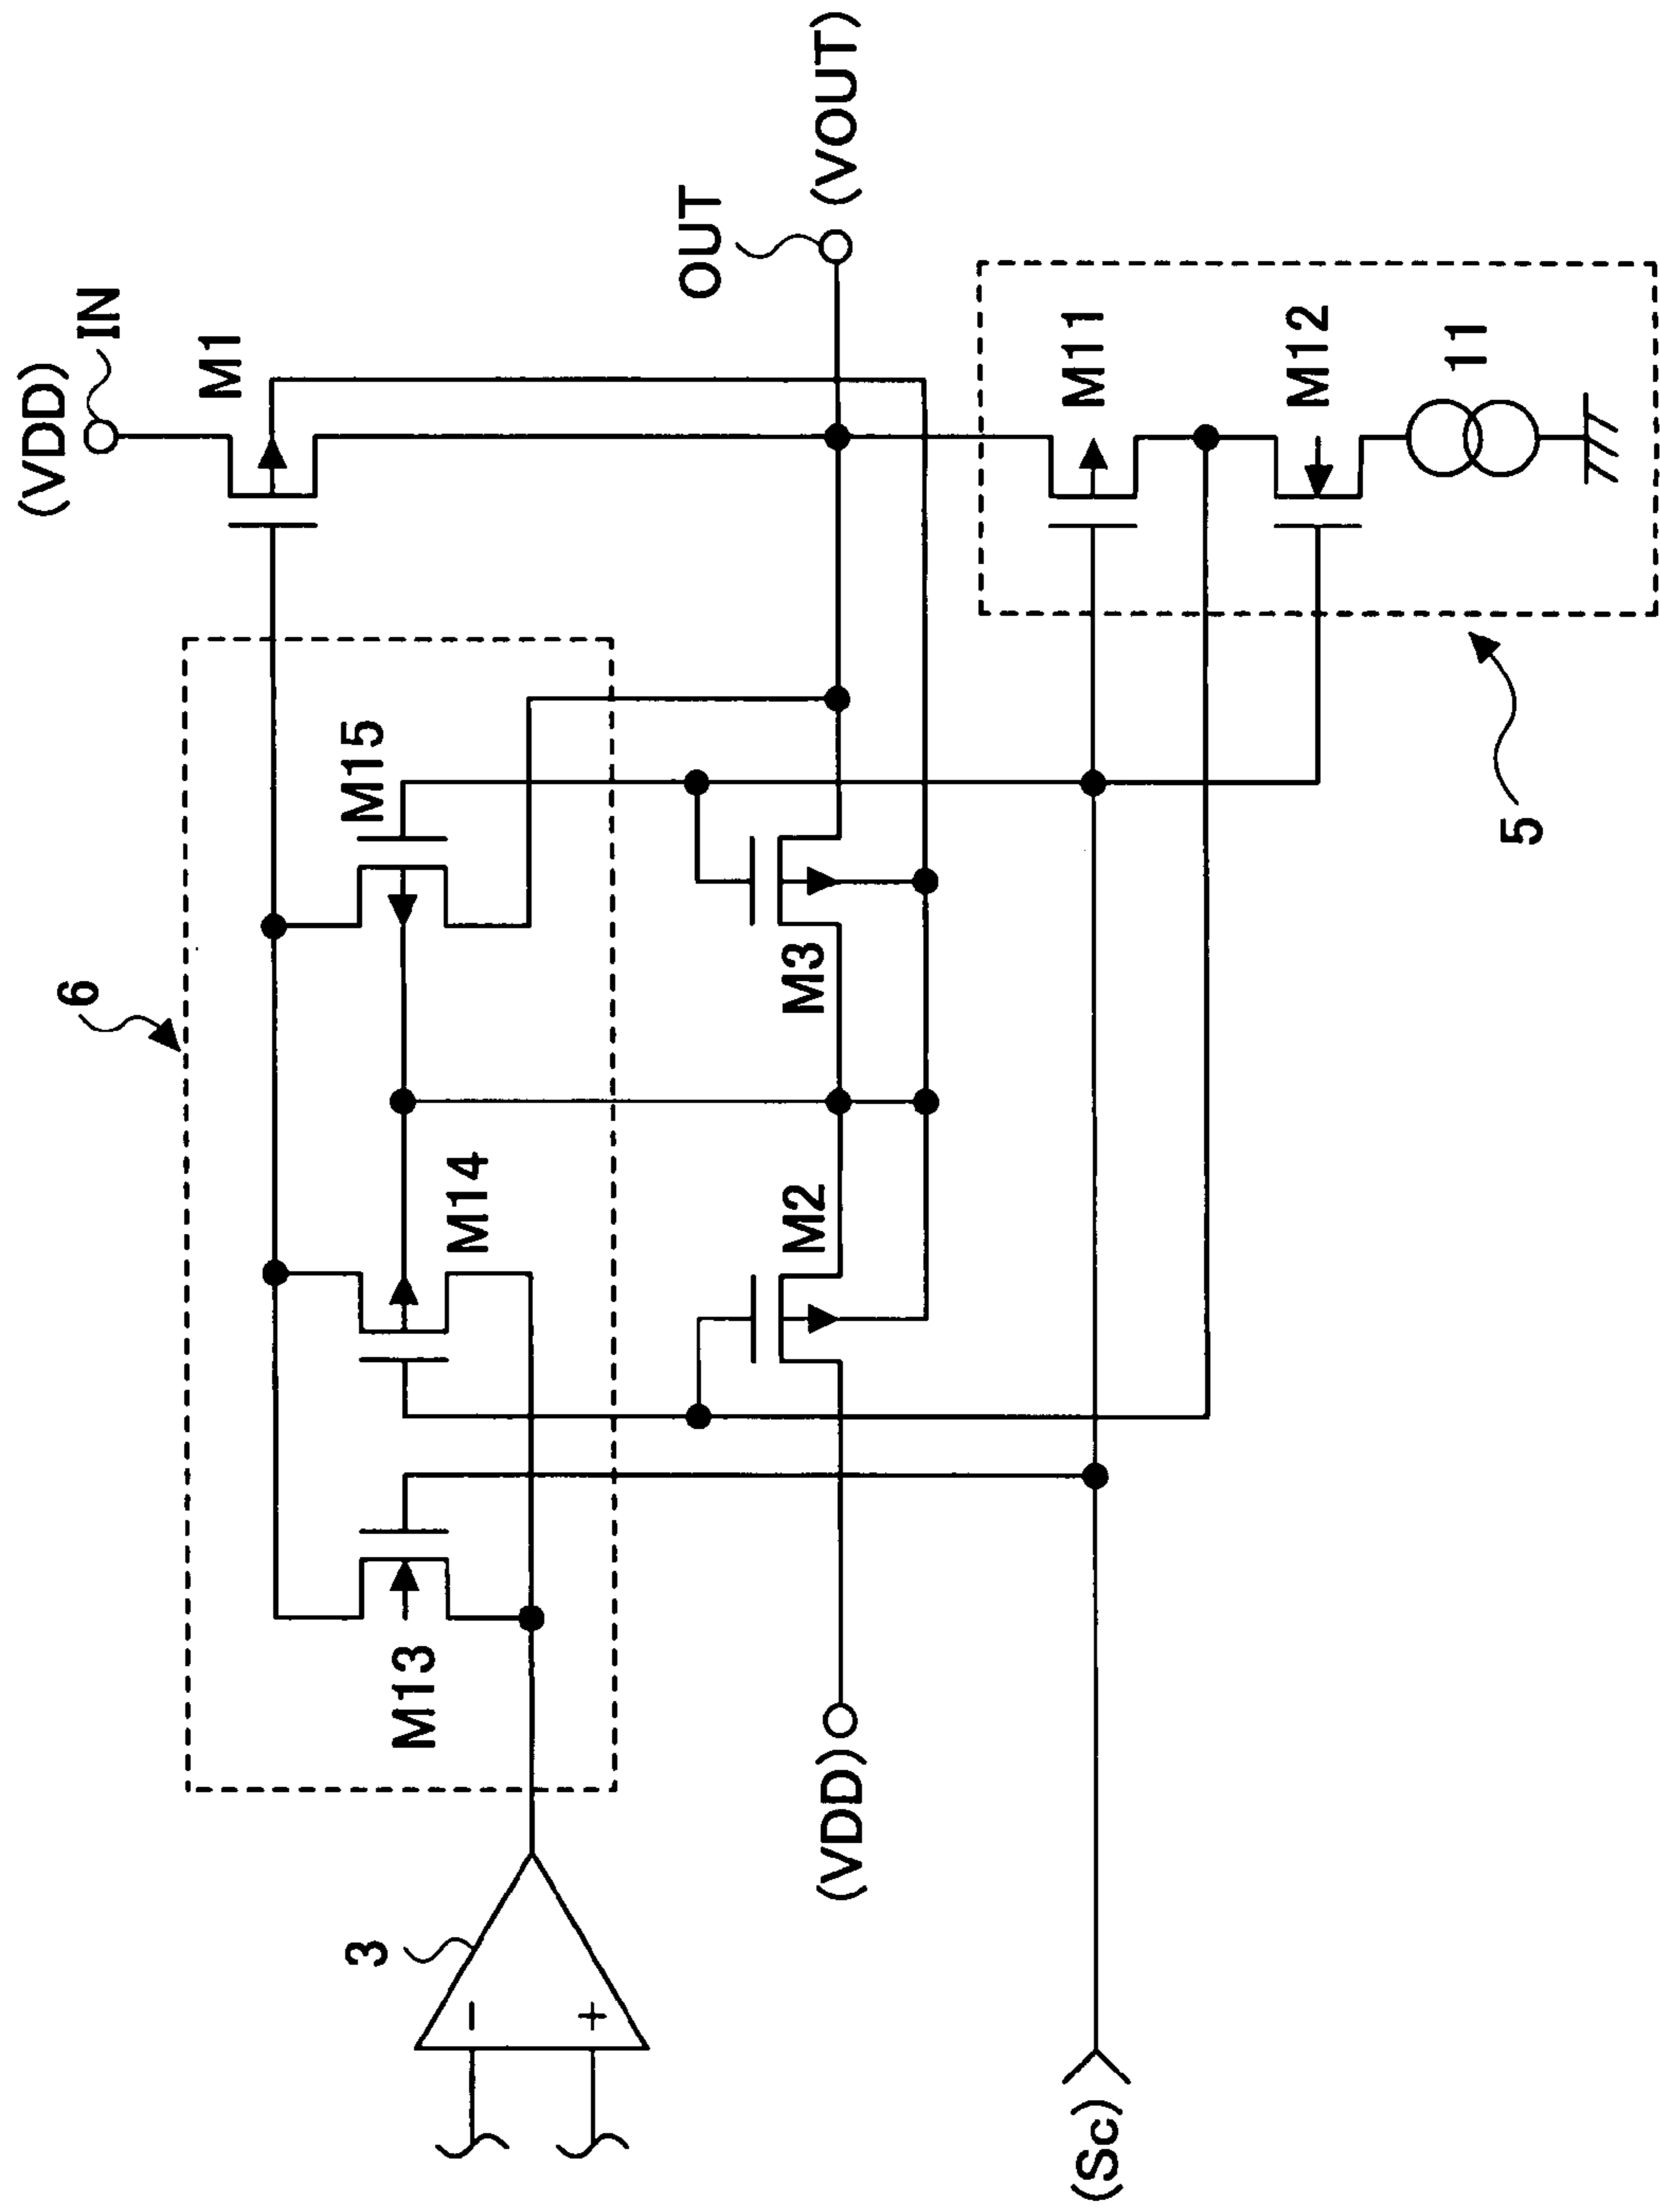 (VDD)
IN
M1
OUT
(VOUT)
6
M15
M14
M13
M3
M2
M11
M12
11
5
3
−
+
(VDD)
(Sc)